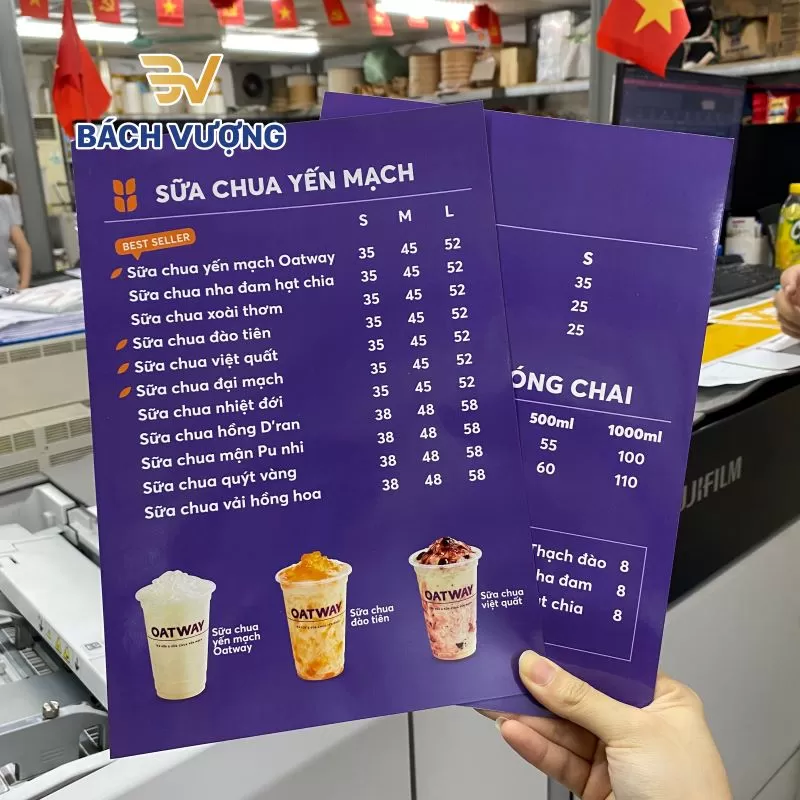 BV
BÁCH VƯỢNG
SỮA CHUA YẾN MẠCH
S M L
BEST SELLER
Sữa chua yến mạch Oatway 35 45 52
Sữa chua nha đam hạt chia 35 45 52
Sữa chua xoài thơm 35 45 52
Sữa chua đào tiên 35 45 52
Sữa chua việt quất 35 45 52
Sữa chua đại mạch 35 45 52
Sữa chua nhiệt đới 35 45 52
Sữa chua hồng D'ran 38 48 58
Sữa chua mận Pu nhi 38 48 58
Sữa chua quýt vàng 38 48 58
Sữa chua vải hồng hoa 38 48 58
OATWAY
Sữa chua
yến mạch
Oatway
OATWAY
Sữa chua
đào tiên
OATWAY
Sữa chua
việt quất
S
35
25
25
ÓNG CHAI
500ml 1000ml
55 100
60 110
Thạch đào 8
ha đam 8
t chia 8
UJIFILM